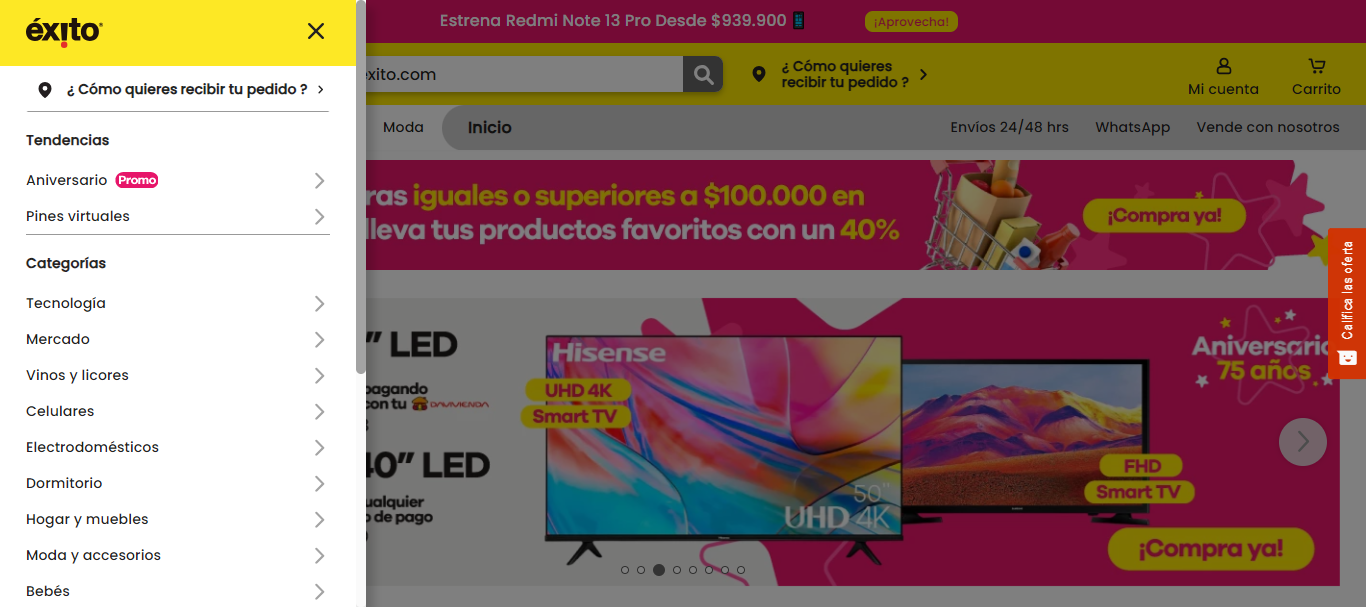 éxito
¿ Cómo quieres recibir tu pedido ?
Tendencias
Aniversario Promo
Pines virtuales
Categorías
Tecnología
Mercado
Vinos y licores
Celulares
Electrodomésticos
Dormitorio
Hogar y muebles
Moda y accesorios
Bebés
Estrena Redmi Note 13 Pro Desde $939.900
¡Aprovecha!
exito.com
¿ Cómo quieres
recibir tu pedido ?
Mi cuenta
Carrito
Moda
Inicio
Envíos 24/48 hrs
WhatsApp
Vende con nosotros
ras iguales o superiores a $100.000 en
lleva tus productos favoritos con un 40%
¡Compra ya!
Califica las oferta
" LED
pagando
con tu DAVIVIENDA
40" LED
ualquier
o de pago
Hisense
UHD 4K
Smart TV
50"
UHD 4K
Aniversario
75 años
FHD
Smart TV
¡Compra ya!